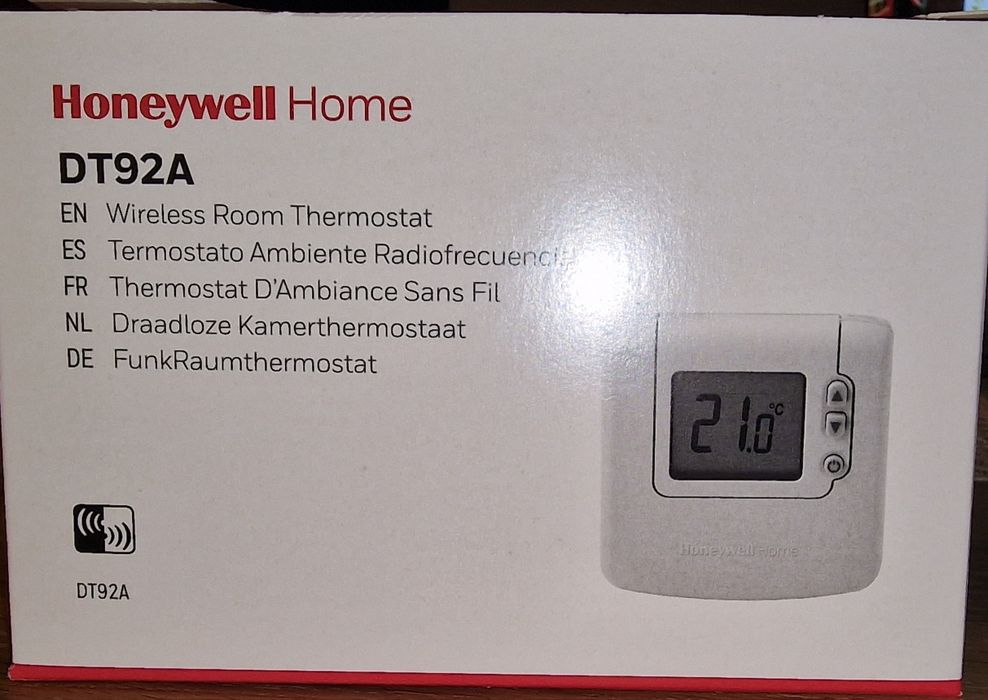 Honeywell Home
DT92A
EN Wireless Room Thermostat
ES Termostato Ambiente Radiofrecuencia
FR Thermostat D'Ambiance Sans Fil
NL Draadloze Kamerthermostaat
DE FunkRaumthermostat
21.0 °C
Honeywell Home
DT92A